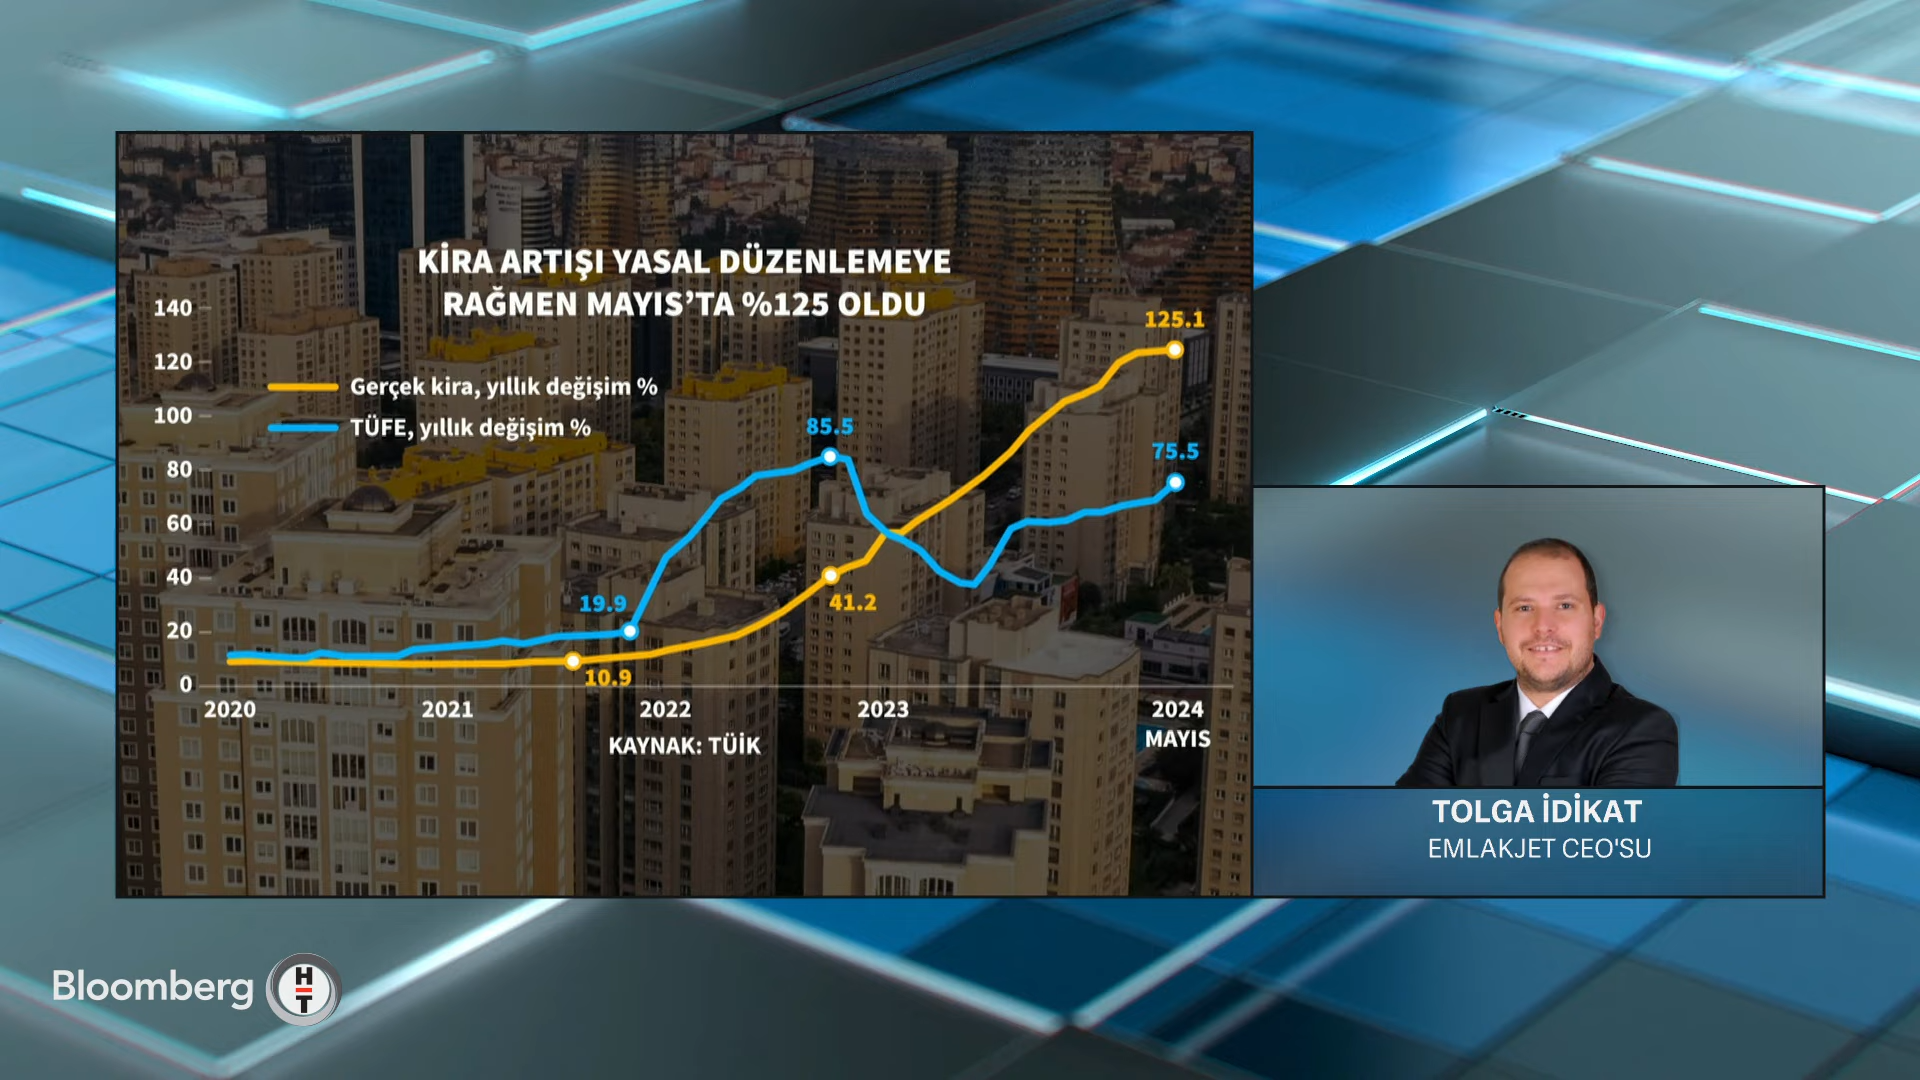 KİRA ARTIŞI YASAL DÜZENLEMEYE
RAĞMEN MAYIS'TA %125 OLDU
Gerçek kira, yıllık değişim %
TÜFE, yıllık değişim %
140
120
100
80
60
40
20
0
125.1
85.5
75.5
19.9
41.2
10.9
2020
2021
2022
2023
2024
MAYIS
KAYNAK: TÜİK
TOLGA İDİKAT
EMLAKJET CEO'SU
Bloomberg HT